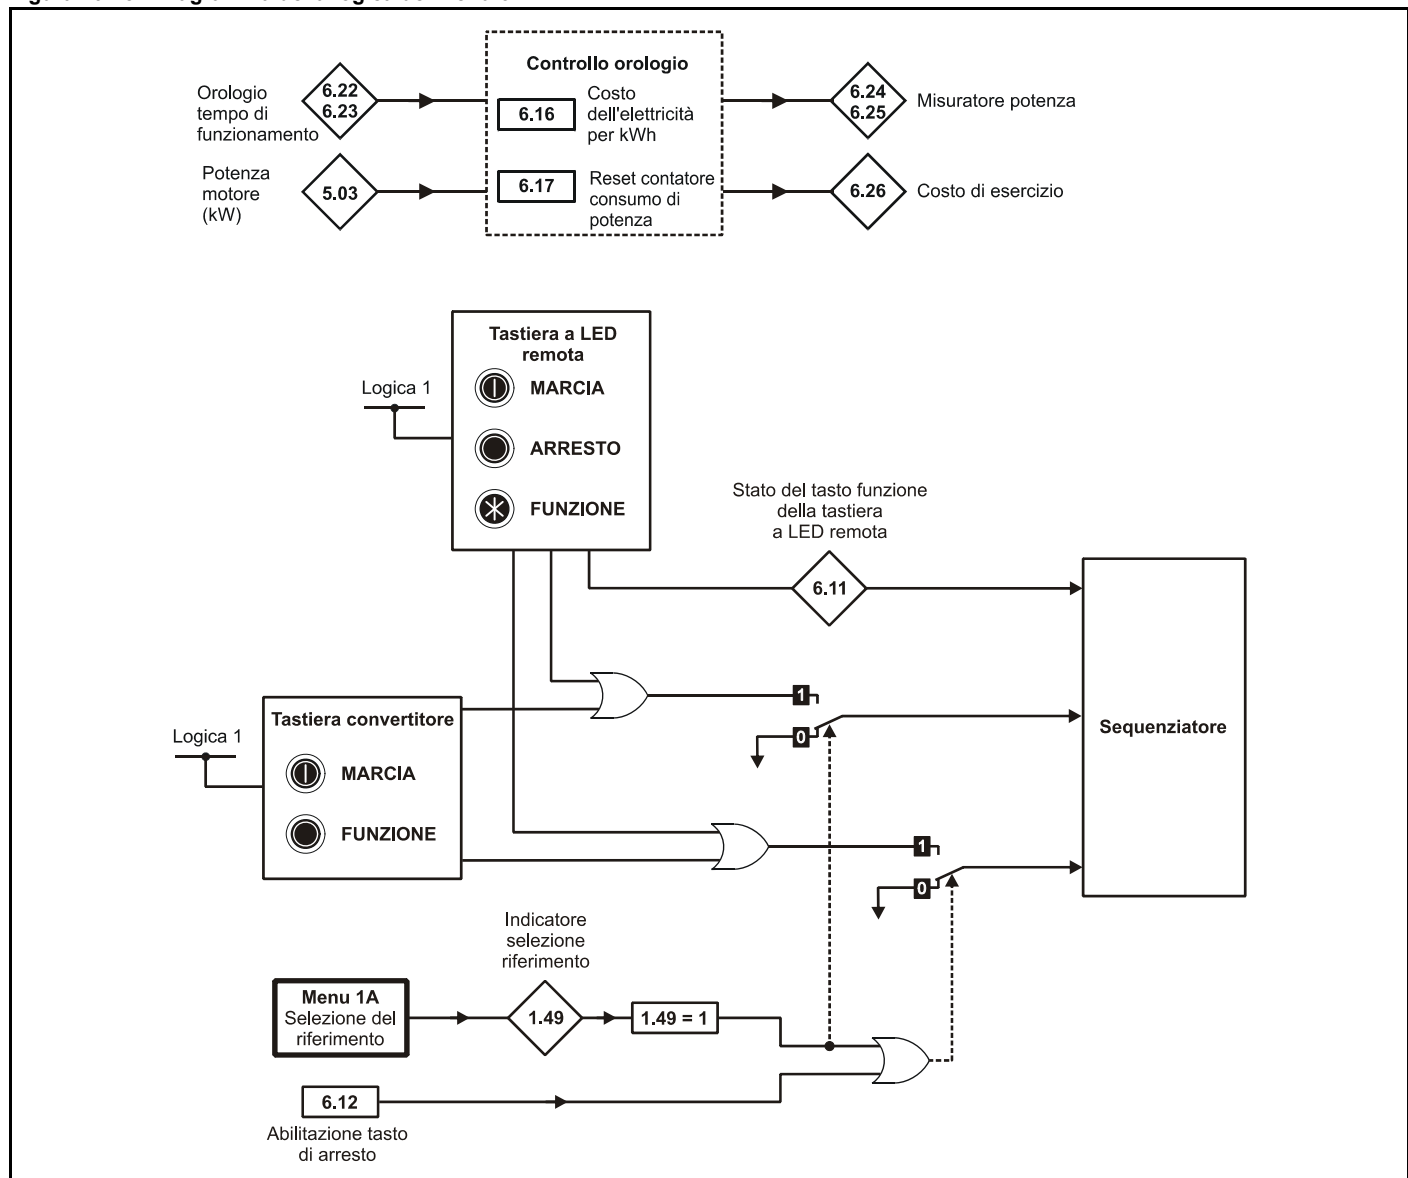 Controllo orologio
Orologio
tempo di
funzionamento
6.22
6.23
6.16
Costo
dell'elettricità
per kWh
6.24
6.25
Misuratore potenza
Potenza
motore
(kW)
5.03
6.17
Reset contatore
consumo di
potenza
6.26
Costo di esercizio
Tastiera a LED
remota
Logica 1
MARCIA
ARRESTO
FUNZIONE
Stato del tasto funzione
della tastiera
a LED remota
6.11
Sequenziatore
1
0
Tastiera convertitore
Logica 1
MARCIA
FUNZIONE
1
0
Indicatore
selezione
riferimento
Menu 1A
Selezione del
riferimento
1.49
1.49 = 1
6.12
Abilitazione tasto
di arresto